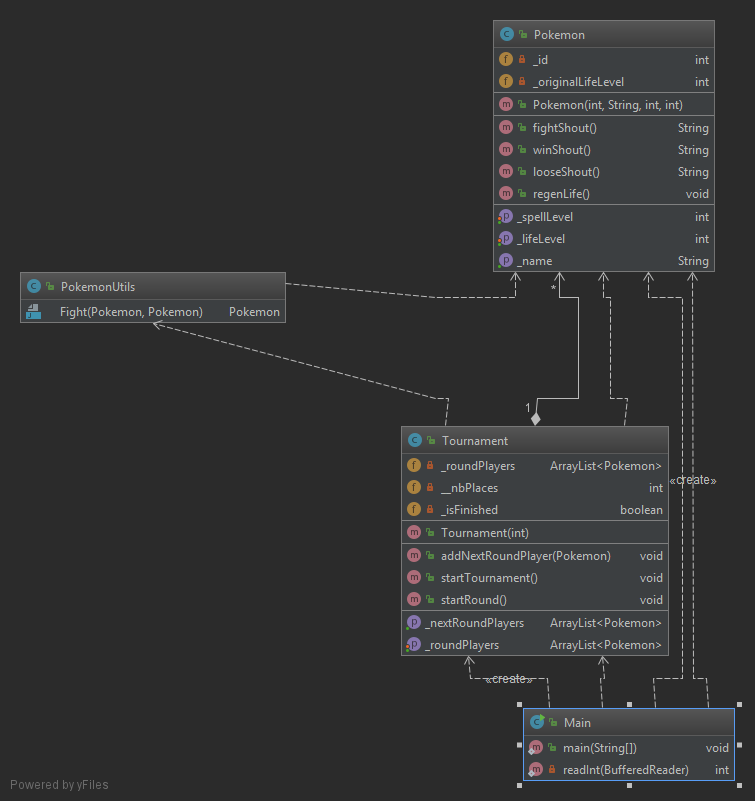 Pokemon
_id int
_originalLifeLevel int
Pokemon(int, String, int, int)
fightShout() String
winShout() String
looseShout() String
regenLife() void
_spellLevel int
_lifeLevel int
_name String
PokemonUtils
Fight(Pokemon, Pokemon) Pokemon
*
1
Tournament
_roundPlayers ArrayList<Pokemon>
__nbPlaces int
_isFinished boolean
Tournament(int)
addNextRoundPlayer(Pokemon) void
startTournament() void
startRound() void
_nextRoundPlayers ArrayList<Pokemon>
_roundPlayers ArrayList<Pokemon>
«create»
«create»
Main
main(String[]) void
readInt(BufferedReader) int
Powered by yFiles